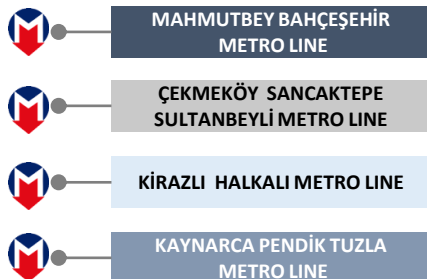 MAHMUTBEY BAHÇEŞEHİR
METRO LINE
ÇEKMEKÖY SANCAKTEPE
SULTANBEYLİ METRO LINE
KİRAZLI HALKALI METRO LINE
KAYNARCA PENDİK TUZLA
METRO LINE